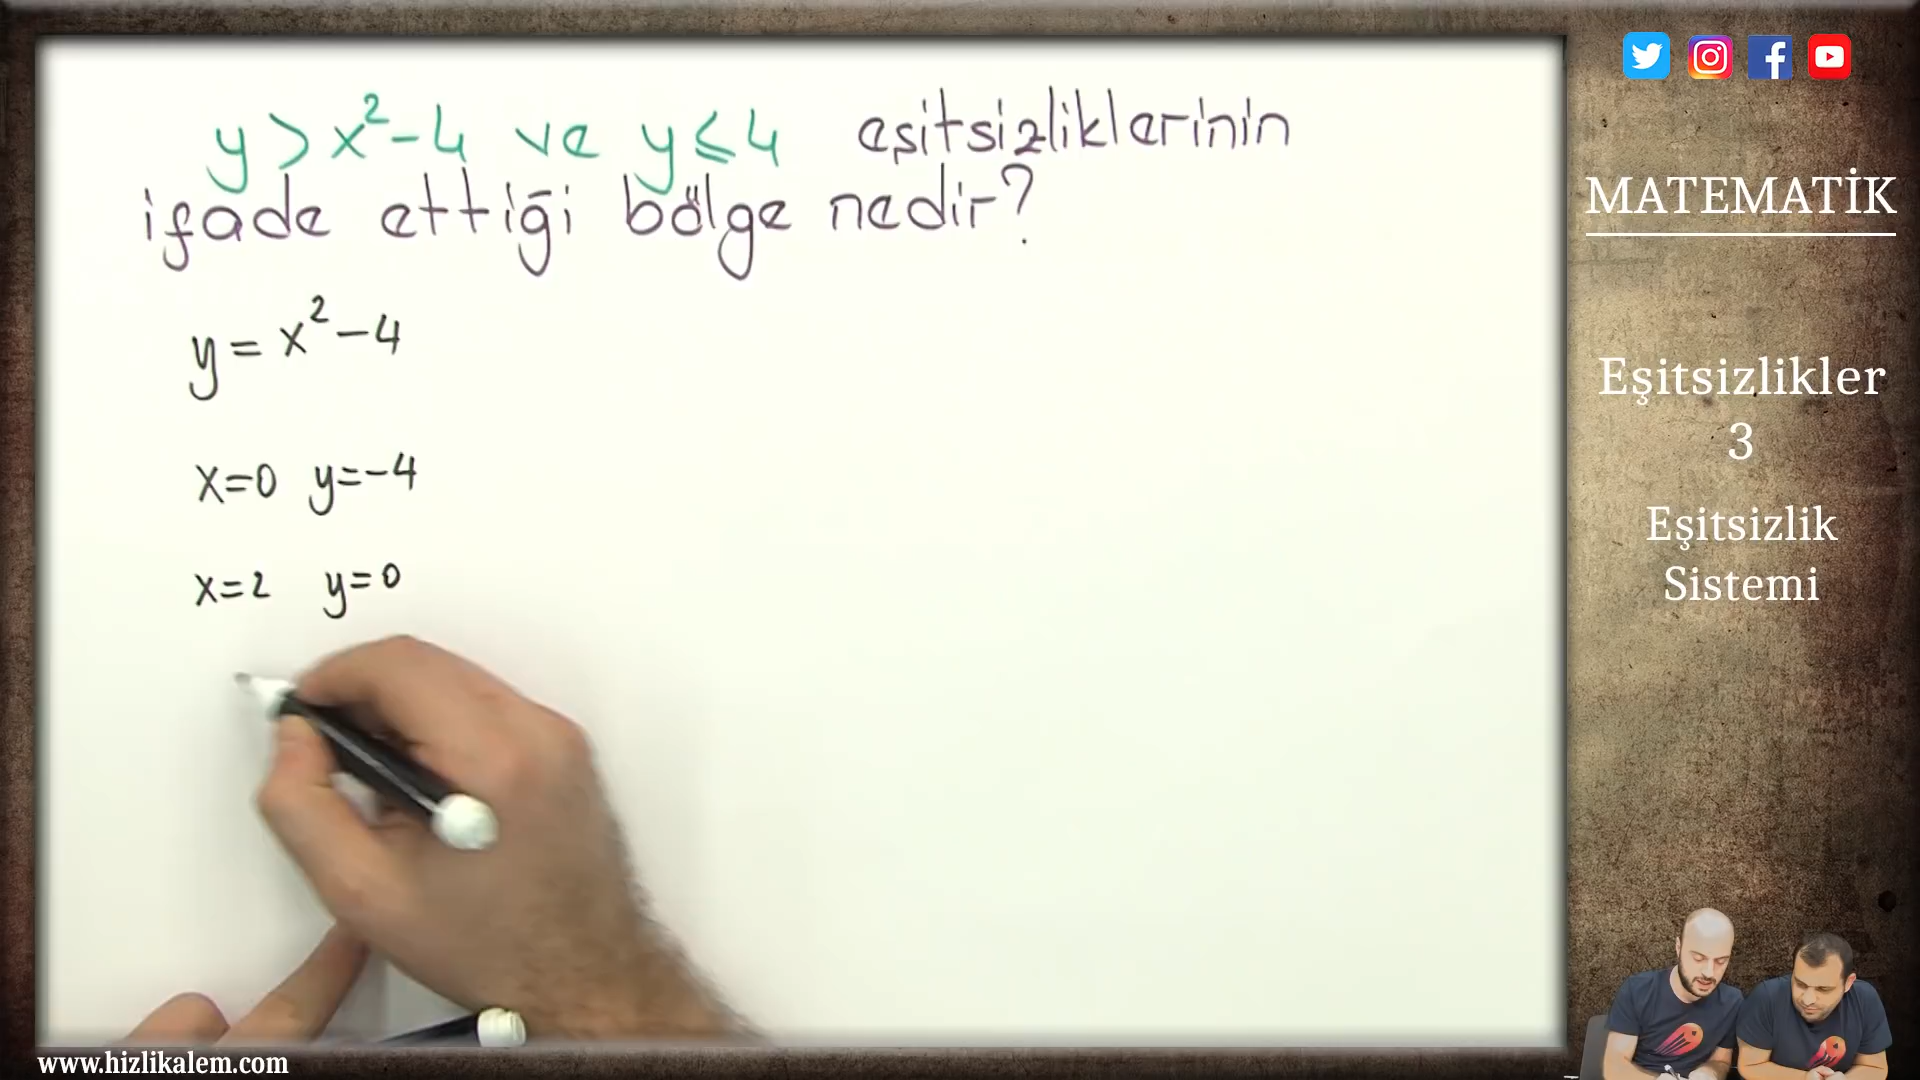 y > x² - 4 ve y ⩽ 4 eşitsizliklerinin
ifade ettiği bölge nedir?
y = x² - 4
x=0 y=-4
x=2 y=0
MATEMATİK
Eşitsizlikler
3
Eşitsizlik
Sistemi
www.hizlikalem.com